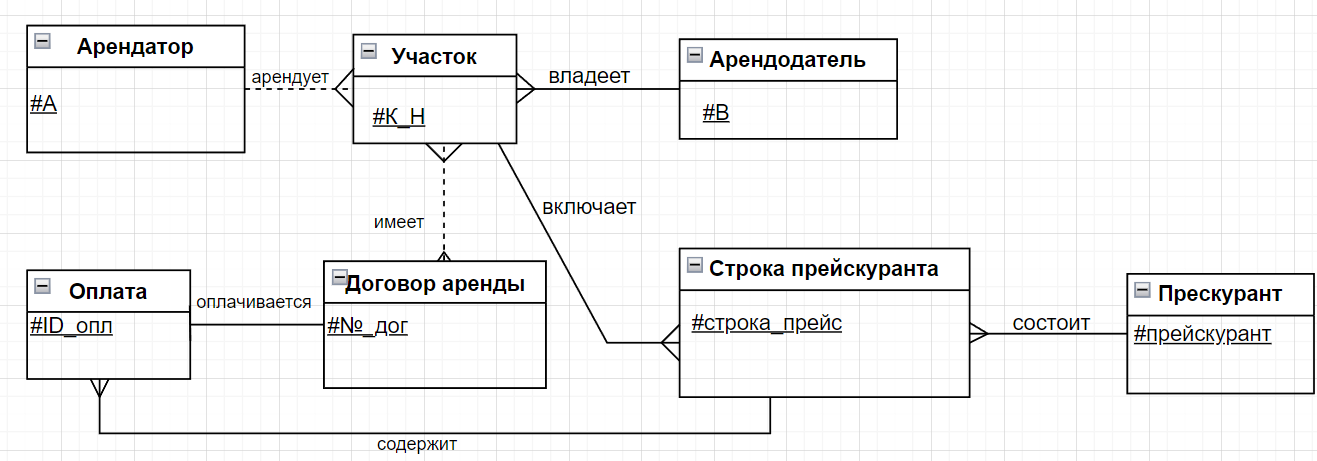 Арендатор
#А
арендует
Участок
#К_Н
владеет
Арендодатель
#В
имеет
включает
Оплата
#ID_опл
оплачивается
Договор аренды
#№_дог
Строка прейскуранта
#строка_прейс
состоит
Прескурант
#прейскурант
содержит